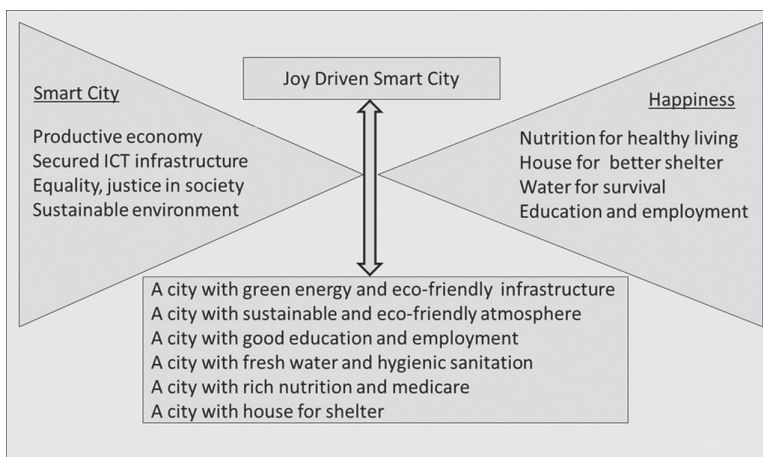 Joy Driven Smart City
Smart City
Productive economy
Secured ICT infrastructure
Equality, justice in society
Sustainable environment
Happiness
Nutrition for healthy living
House for better shelter
Water for survival
Education and employment
A city with green energy and eco-friendly infrastructure
A city with sustainable and eco-friendly atmosphere
A city with good education and employment
A city with fresh water and hygienic sanitation
A city with rich nutrition and medicare
A city with house for shelter